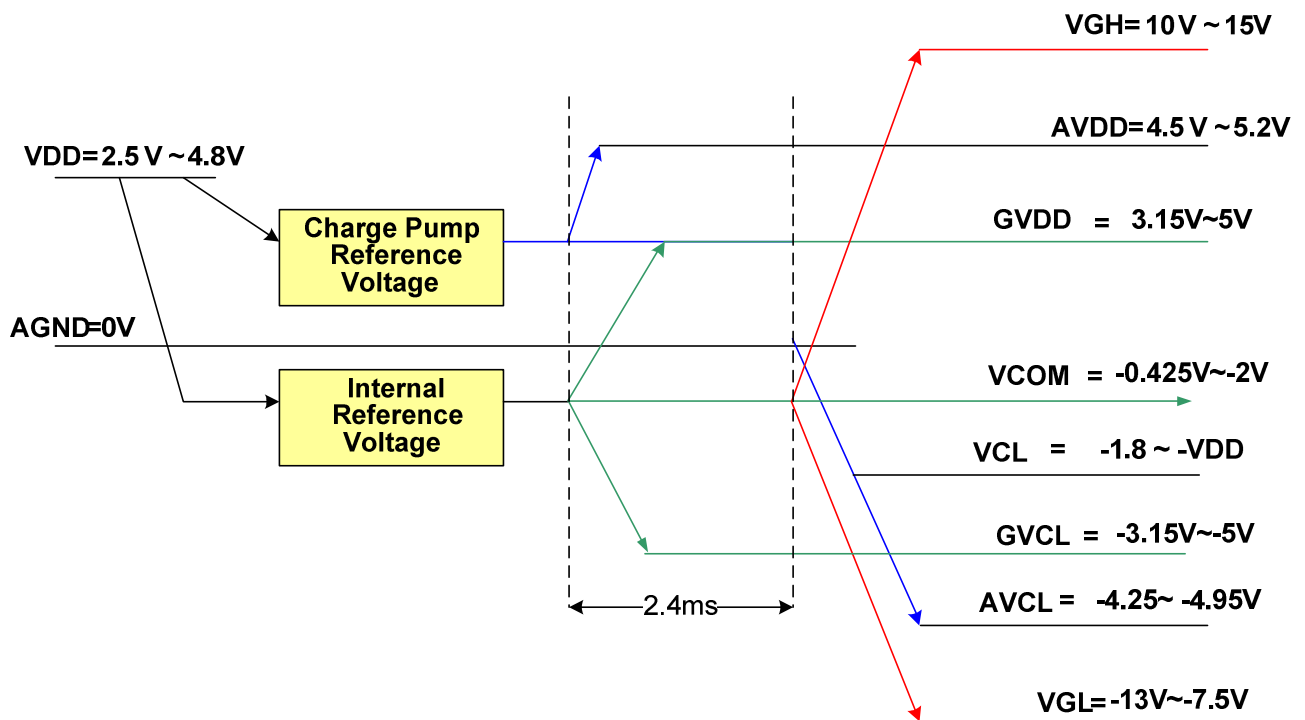 VGH= 10V ~ 15V
AVDD= 4.5 V ~ 5.2V
VDD= 2.5 V ~ 4.8V
Charge Pump
Reference
Voltage
GVDD = 3.15V~5V
AGND=0V
Internal
Reference
Voltage
VCOM = -0.425V~-2V
VCL = -1.8 ~ -VDD
GVCL = -3.15V~-5V
2.4ms
AVCL = -4.25~ -4.95V
VGL= -13V~-7.5V